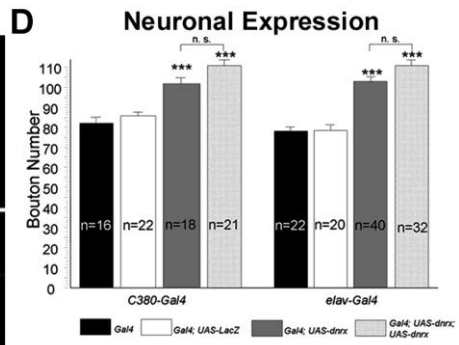 D
Neuronal Expression
n. s.
n. s.
*** ***
*** ***
Bouton Number
110
100
90
80
70
60
50
40
30
20
10
0
n=16 n=22 n=18 n=21 n=22 n=20 n=40 n=32
C380-Gal4 elav-Gal4
Gal4 Gal4; UAS-LacZ Gal4; UAS-dnrx Gal4; UAS-dnrx;
UAS-dnrx